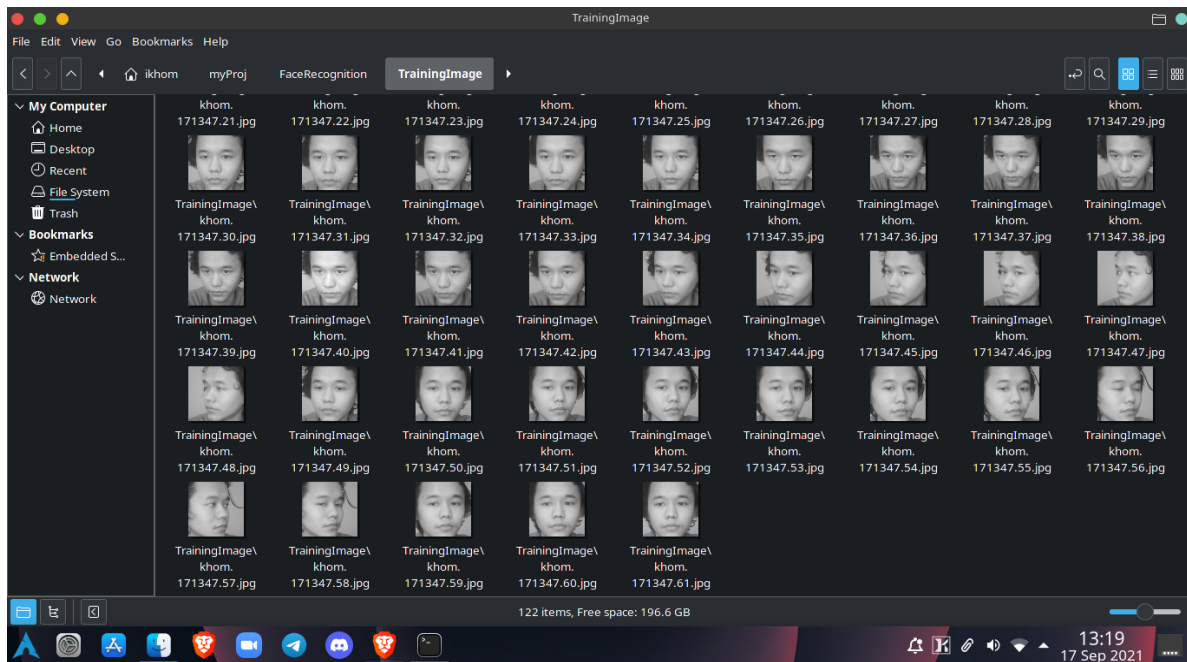 TrainingImage
File Edit View Go Bookmarks Help
ikhom myProj FaceRecognition TrainingImage
My Computer
Home
Desktop
Recent
File System
Trash
Bookmarks
Embedded S...
Network
Network
khom. khom. khom. khom. khom. khom. khom. khom. khom.
171347.21.jpg 171347.22.jpg 171347.23.jpg 171347.24.jpg 171347.25.jpg 171347.26.jpg 171347.27.jpg 171347.28.jpg 171347.29.jpg
TrainingImage\ TrainingImage\ TrainingImage\ TrainingImage\ TrainingImage\ TrainingImage\ TrainingImage\ TrainingImage\ TrainingImage\
khom. khom. khom. khom. khom. khom. khom. khom. khom.
171347.30.jpg 171347.31.jpg 171347.32.jpg 171347.33.jpg 171347.34.jpg 171347.35.jpg 171347.36.jpg 171347.37.jpg 171347.38.jpg
TrainingImage\ TrainingImage\ TrainingImage\ TrainingImage\ TrainingImage\ TrainingImage\ TrainingImage\ TrainingImage\ TrainingImage\
khom. khom. khom. khom. khom. khom. khom. khom. khom.
171347.39.jpg 171347.40.jpg 171347.41.jpg 171347.42.jpg 171347.43.jpg 171347.44.jpg 171347.45.jpg 171347.46.jpg 171347.47.jpg
TrainingImage\ TrainingImage\ TrainingImage\ TrainingImage\ TrainingImage\ TrainingImage\ TrainingImage\ TrainingImage\ TrainingImage\
khom. khom. khom. khom. khom. khom. khom. khom. khom.
171347.48.jpg 171347.49.jpg 171347.50.jpg 171347.51.jpg 171347.52.jpg 171347.53.jpg 171347.54.jpg 171347.55.jpg 171347.56.jpg
TrainingImage\ TrainingImage\ TrainingImage\ TrainingImage\ TrainingImage\
khom. khom. khom. khom. khom.
171347.57.jpg 171347.58.jpg 171347.59.jpg 171347.60.jpg 171347.61.jpg
122 items, Free space: 196.6 GB
13:19
17 Sep 2021